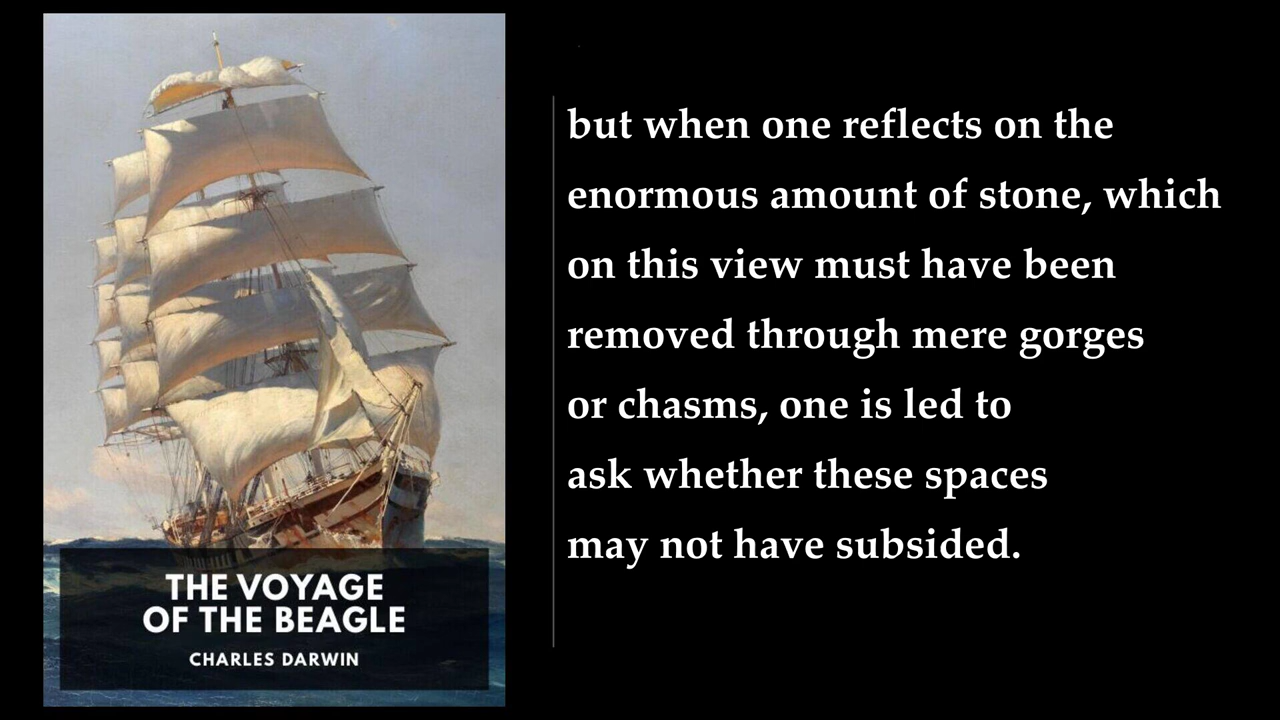 THE VOYAGE
OF THE BEAGLE
CHARLES DARWIN
but when one reflects on the
enormous amount of stone, which
on this view must have been
removed through mere gorges
or chasms, one is led to
ask whether these spaces
may not have subsided.